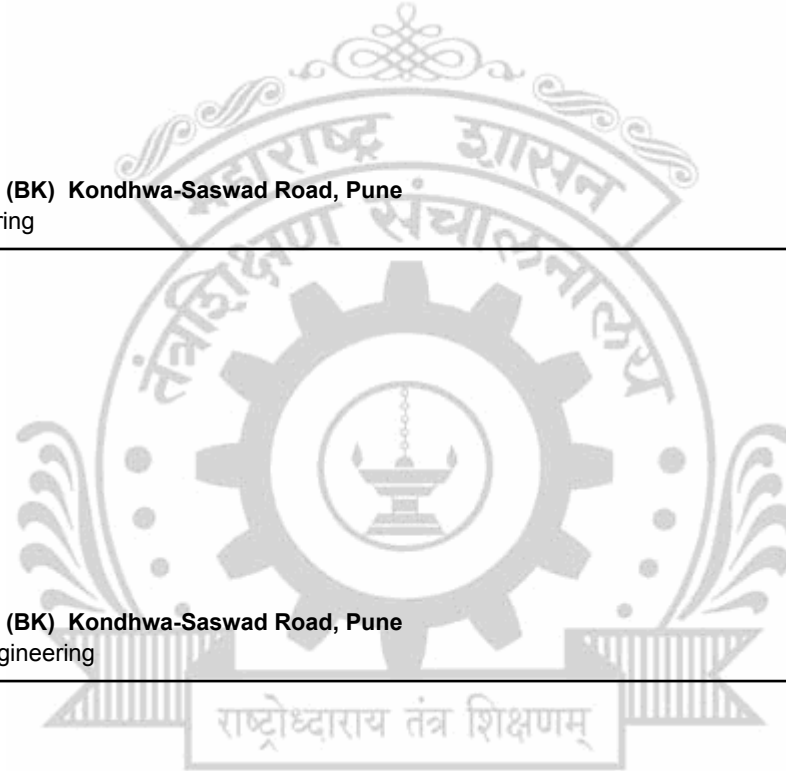 महाराष्ट्र शासन
(BK) Kondhwa-Saswad Road, Pune
ring
तंत्रशिक्षण संचालनालय
(BK) Kondhwa-Saswad Road, Pune
gineering
राष्ट्रोध्दाराय तंत्र शिक्षणम्